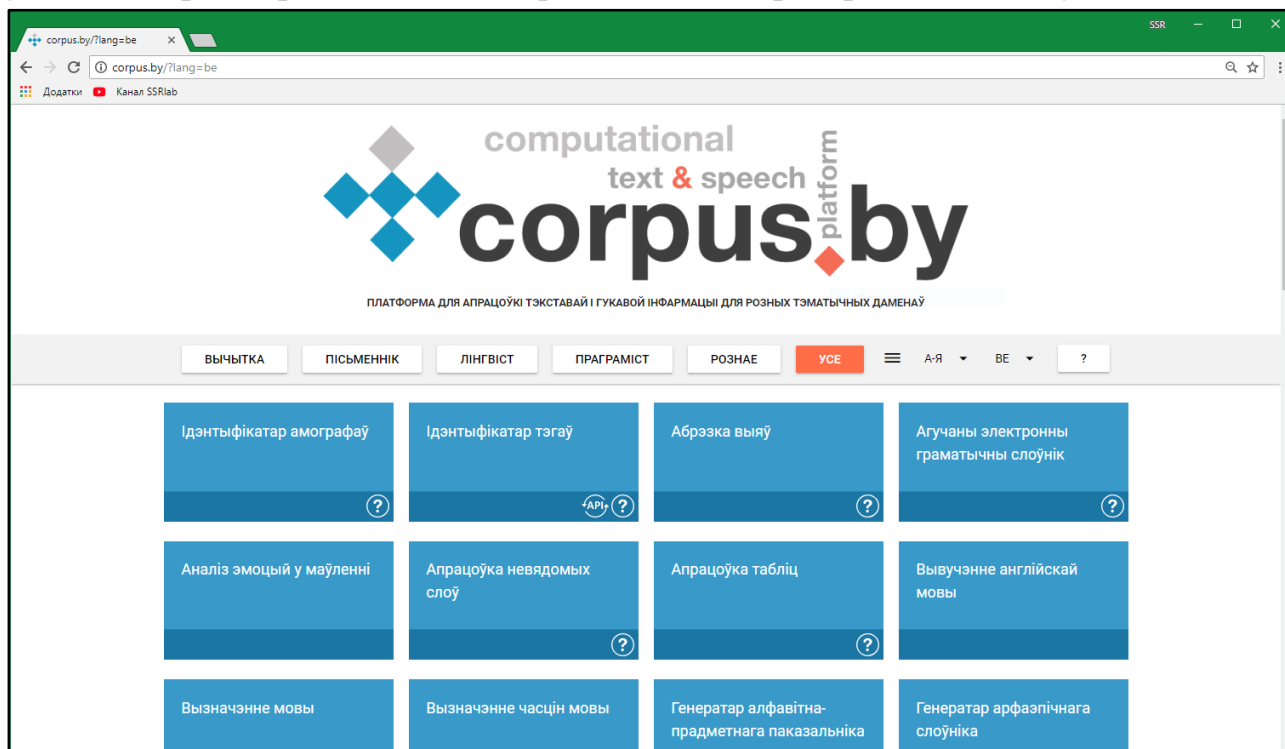 SSR
corpus.by/?lang=be
corpus.by/?lang=be
Додатки Канал SSRlab
computational
text & speech
platform
corpus.by
ПЛАТФОРМА ДЛЯ АПРАЦОЎКІ ТЭКСТАВАЙ І ГУКАВОЙ ІНФАРМАЦЫІ ДЛЯ РОЗНЫХ ТЭМАТЫЧНЫХ ДАМЕНАЎ
ВЫЧЫТКА ПІСЬМЕННІК ЛІНГВІСТ ПРАГРАМІСТ РОЗНАЕ УСЕ А-Я BE ?
Ідэнтыфікатар амографаў
?
Ідэнтыфікатар тэгаў
API ?
Абрэзка выяў
?
Агучаны электронны
граматычны слоўнік
?
Аналіз эмоцый у маўленні
Апрацоўка невядомых
слоў
?
Апрацоўка табліц
?
Вывучэнне англійскай
мовы
Вызначэнне мовы
Вызначэнне часцін мовы
Генератар алфавітна-
прадметнага паказальніка
Генератар арфаэпічнага
слоўніка